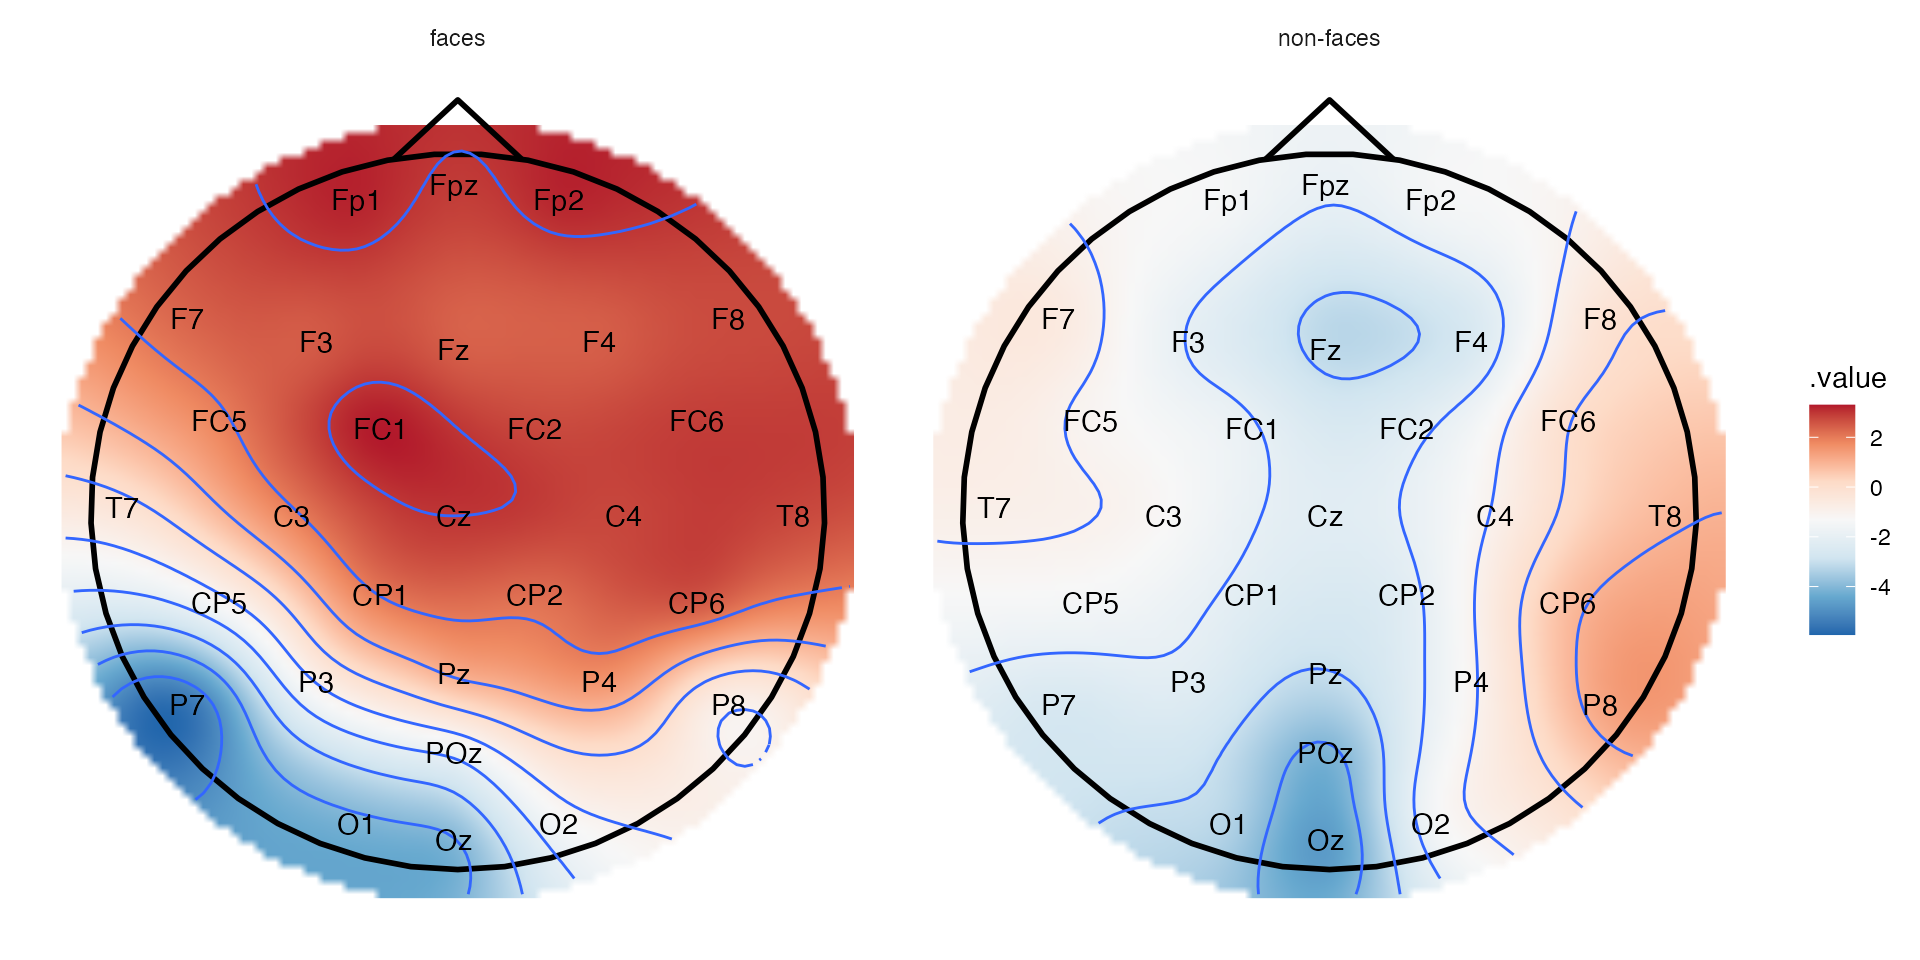 faces
Fp1 Fpz Fp2
F7 F3 Fz F4 F8
FC5 FC1 FC2 FC6
T7 C3 Cz C4 T8
CP5 CP1 CP2 CP6
P7 P3 Pz P4 P8
POz
O1 Oz O2
non-faces
Fp1 Fpz Fp2
F7 F3 Fz F4 F8
FC5 FC1 FC2 FC6
T7 C3 Cz C4 T8
CP5 CP1 CP2 CP6
P7 P3 Pz P4 P8
POz
O1 Oz O2
.value
2
0
-2
-4